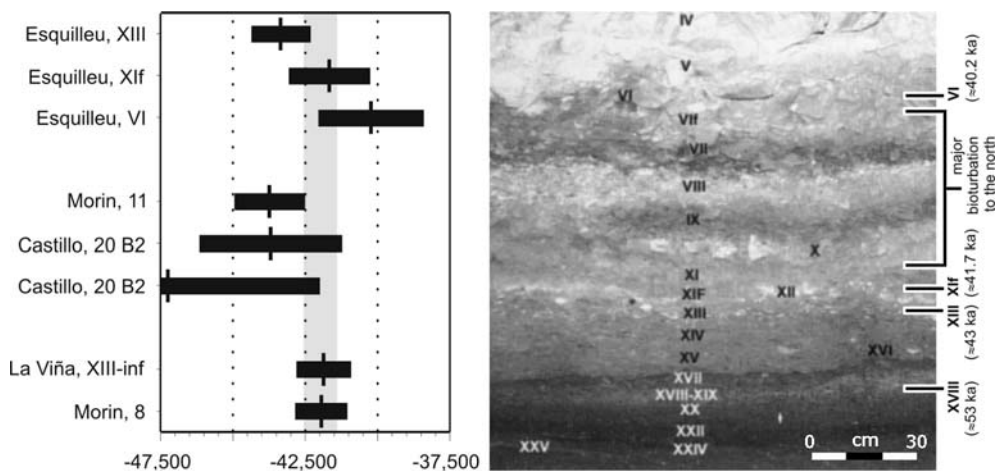 Esquilleu, XIII
Esquilleu, XIf
Esquilleu, VI
Morin, 11
Castillo, 20 B2
Castillo, 20 B2
La Viña, XIII-inf
Morin, 8
-47,500
-42,500
-37,500
IV
V
VI
VIf
VII
VIII
IX
X
XI
XIF
XII
XIII
XIV
XV
XVI
XVII
XVIII-XIX
XX
XXII
XXV
XXIV
0 cm 30
VI
(≈40.2 ka)
major
bioturbation
to the north
XIf
(≈41.7 ka)
XIII
(≈43 ka)
XVIII
(≈53 ka)